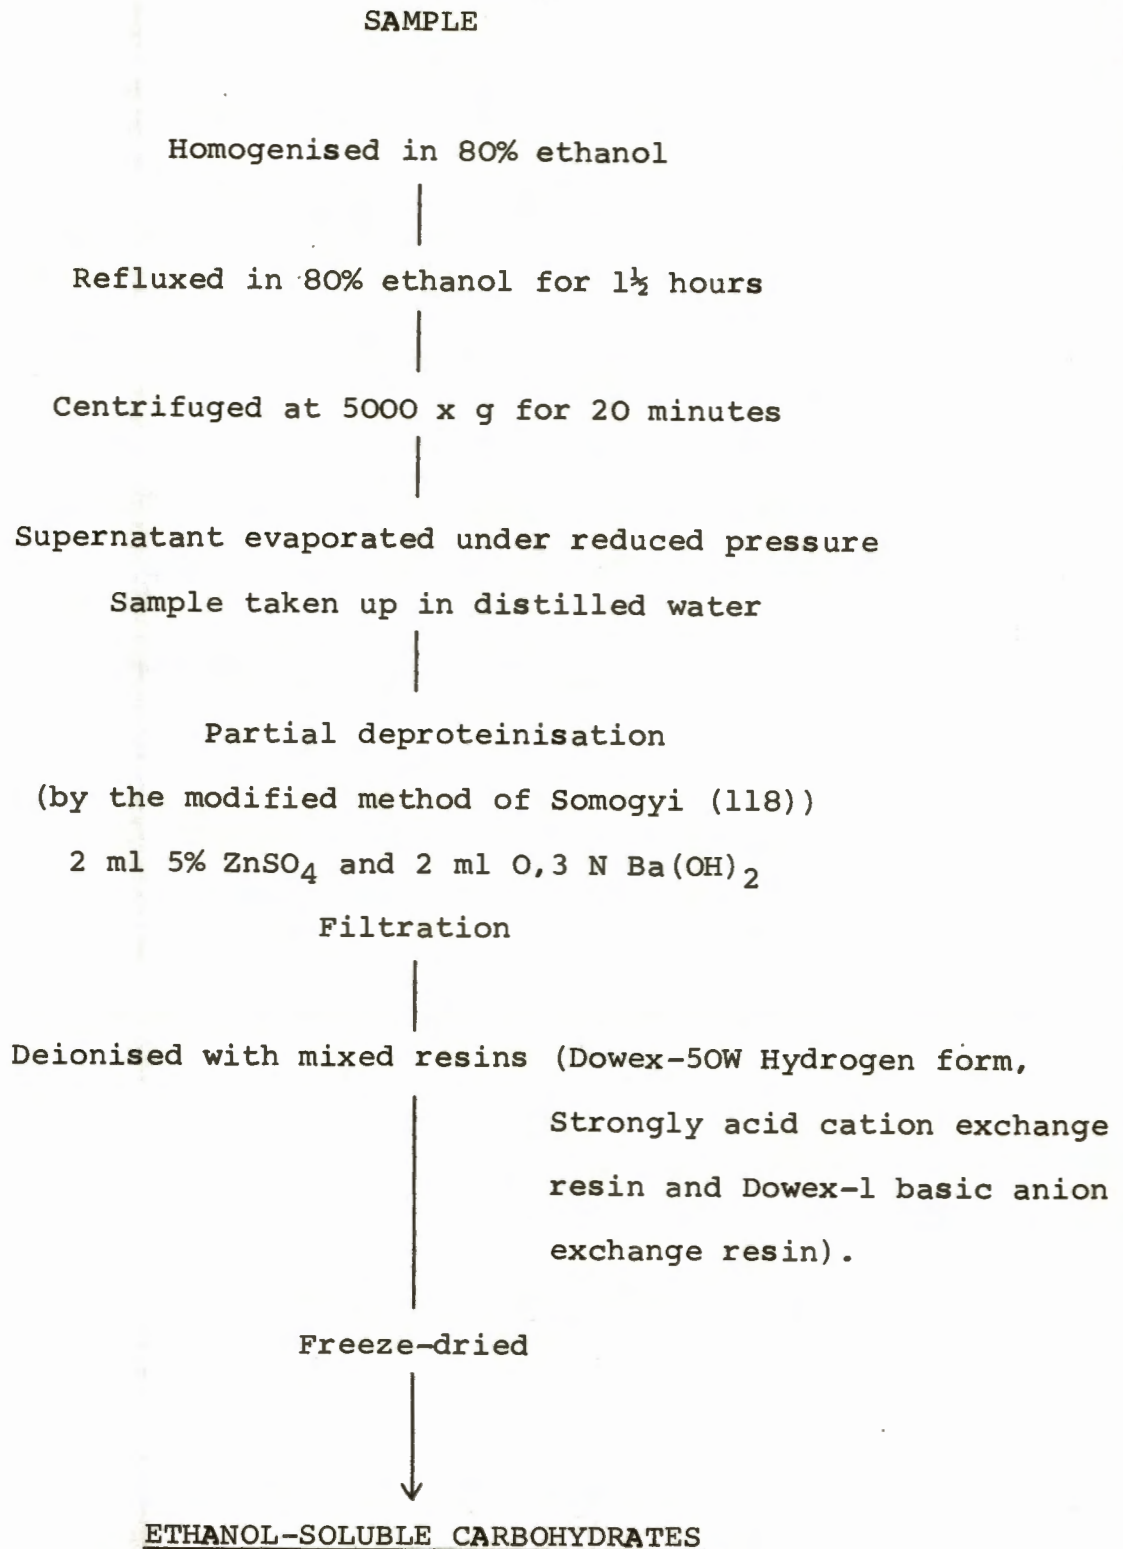 SAMPLE
Homogenised in 80% ethanol
Refluxed in 80% ethanol for 1½ hours
Centrifuged at 5000 x g for 20 minutes
Supernatant evaporated under reduced pressure
Sample taken up in distilled water
Partial deproteinisation
(by the modified method of Somogyi (118))
2 ml 5% ZnSO4 and 2 ml 0,3 N Ba(OH)2
Filtration
Deionised with mixed resins (Dowex-50W Hydrogen form,
Strongly acid cation exchange
resin and Dowex-1 basic anion
exchange resin).
Freeze-dried
ETHANOL-SOLUBLE CARBOHYDRATES